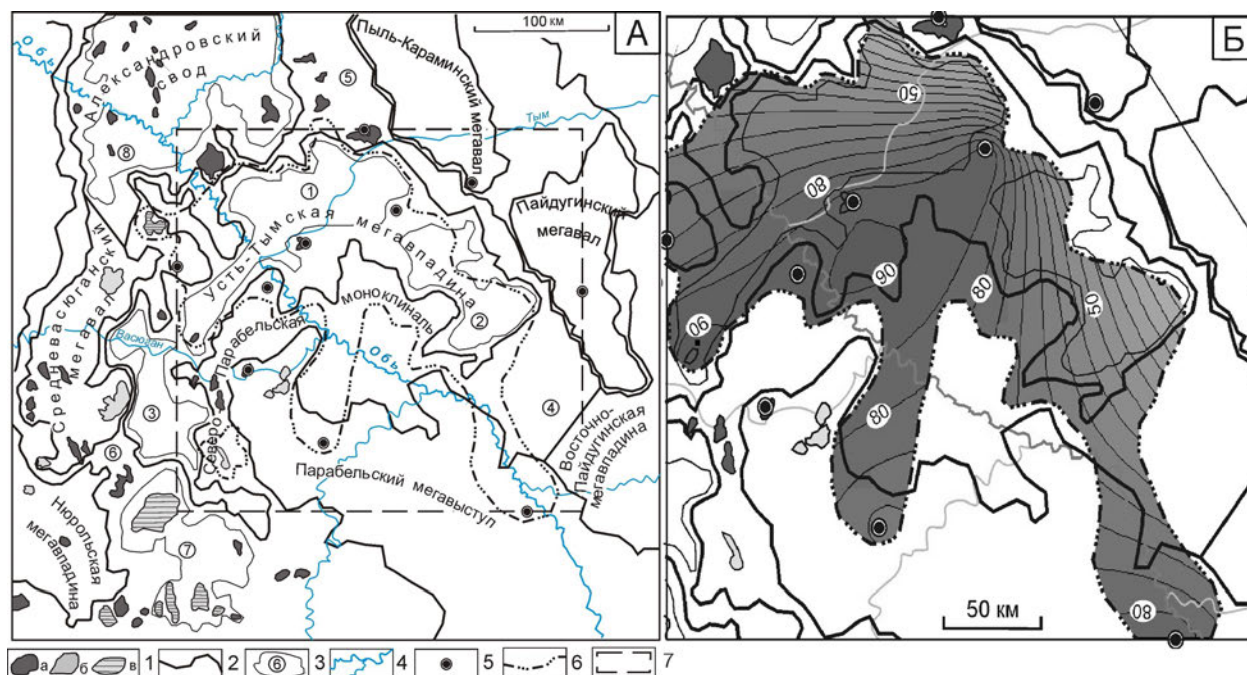 100 км
А
Александровский
свод
Обь
⑤
Пыль-Караминский мегавал
Тым
⑧
①
Усть-Тымская мегавпадина
Пайдугинский
мегавал
Средневасюганский
мегавал
②
Васюган
Северо-
Парабельская
моноклиналь
Обь
③
④
⑥
Восточно-
Пайдугинская
мегавпадина
Парабельский мегавыступ
Нюрольская
мегавпадина
⑦
Б
50
80
90
80
90
50
80
80
50 км
а б в 1 2 ⑥ 3 4 5 6 7